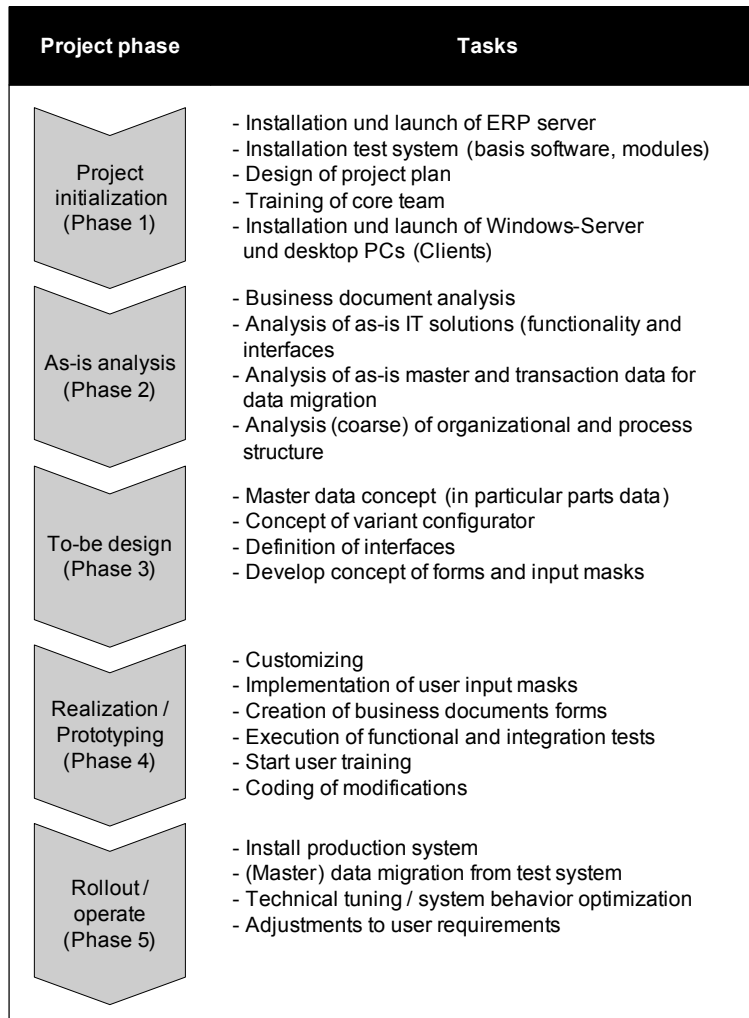 Project phase
Tasks
Project
initialization
(Phase 1)
- Installation und launch of ERP server
- Installation test system (basis software, modules)
- Design of project plan
- Training of core team
- Installation und launch of Windows-Server
und desktop PCs (Clients)
As-is analysis
(Phase 2)
- Business document analysis
- Analysis of as-is IT solutions (functionality and
interfaces
- Analysis of as-is master and transaction data for
data migration
- Analysis (coarse) of organizational and process
structure
To-be design
(Phase 3)
- Master data concept (in particular parts data)
- Concept of variant configurator
- Definition of interfaces
- Develop concept of forms and input masks
Realization /
Prototyping
(Phase 4)
- Customizing
- Implementation of user input masks
- Creation of business documents forms
- Execution of functional and integration tests
- Start user training
- Coding of modifications
Rollout /
operate
(Phase 5)
- Install production system
- (Master) data migration from test system
- Technical tuning / system behavior optimization
- Adjustments to user requirements